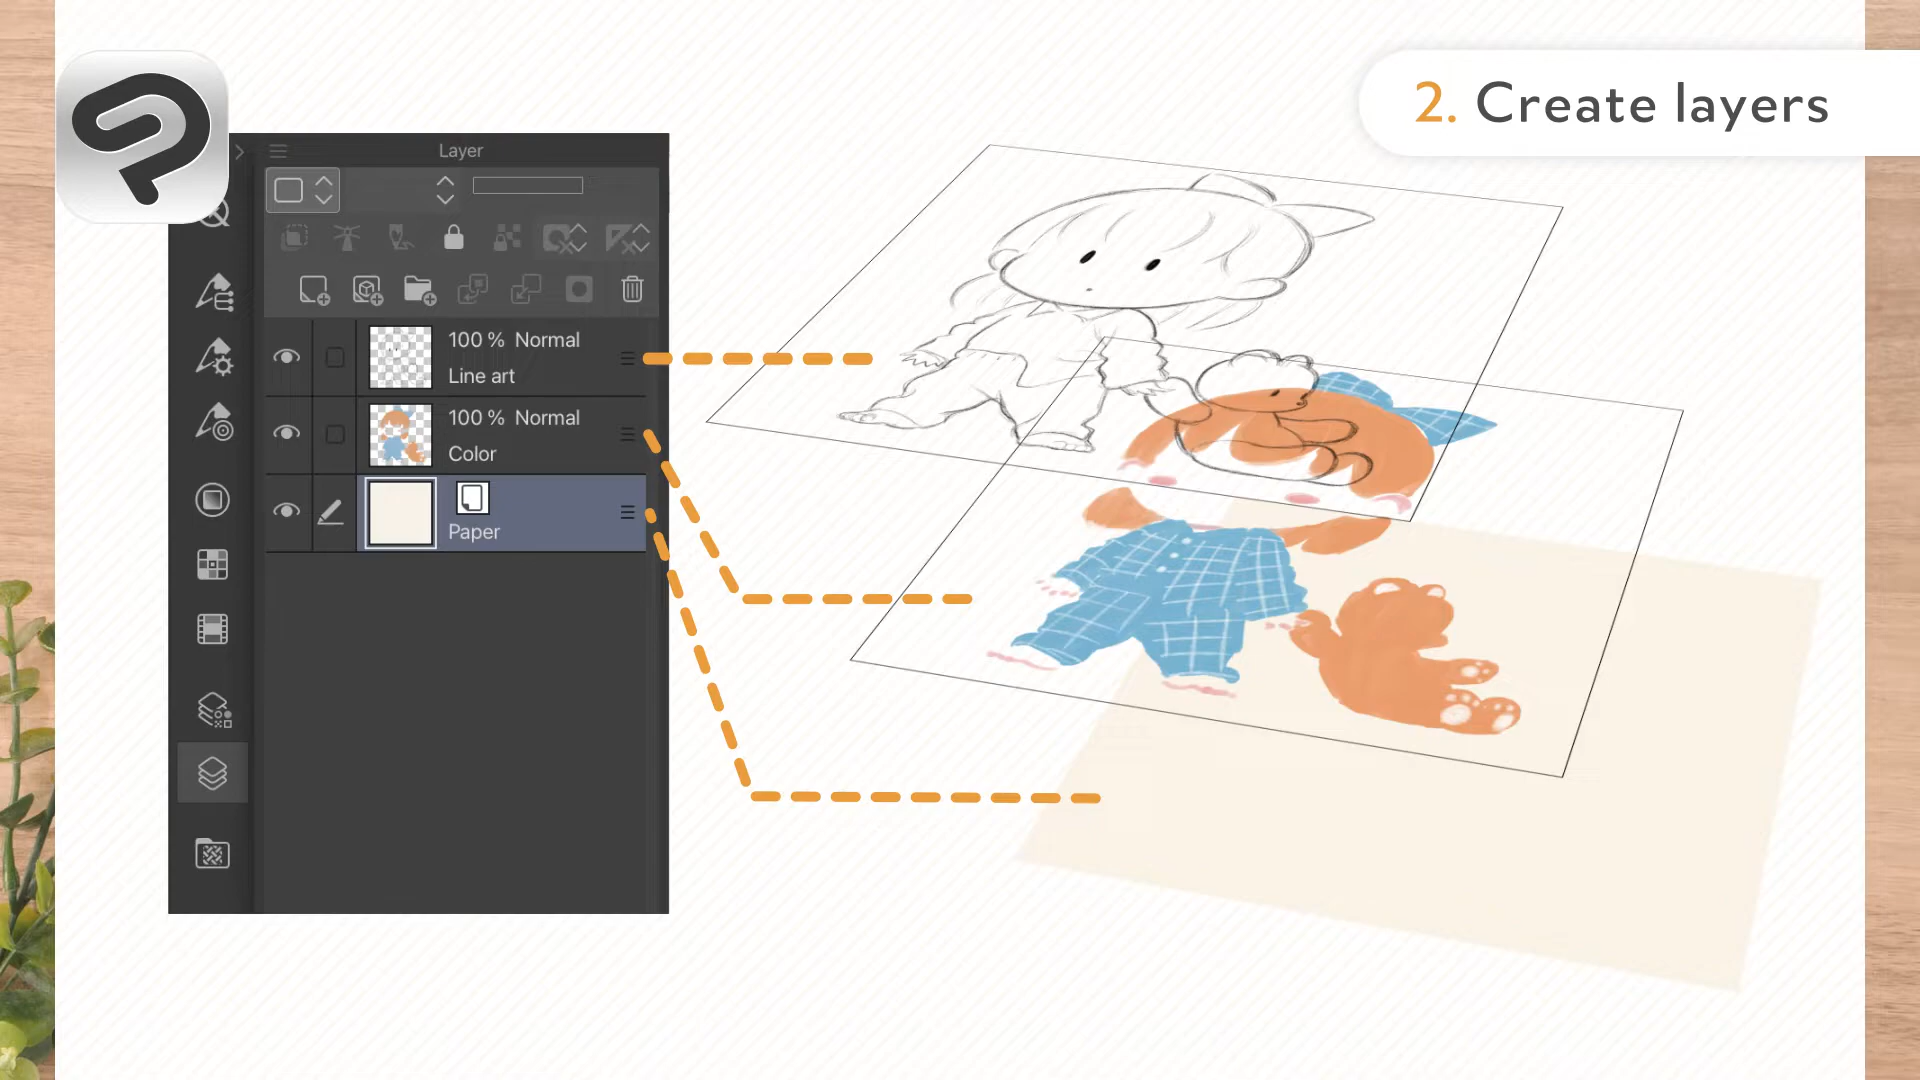 2. Create layers
Layer
100 % Normal
Line art
100 % Normal
Color
Paper